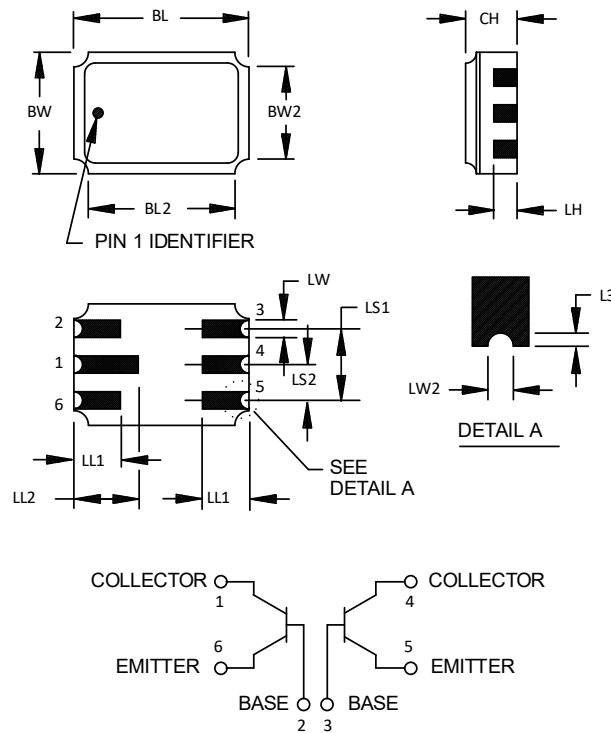 BL
CH
BW
BW2
BL2
LH
PIN 1 IDENTIFIER
LW
LS1
L3
2
3
1
4
LS2
6
5
LW2
LL1
LL2
LL1
SEE
DETAIL A
DETAIL A
COLLECTOR
1
COLLECTOR
4
6
EMITTER
5
EMITTER
BASE
2
3
BASE